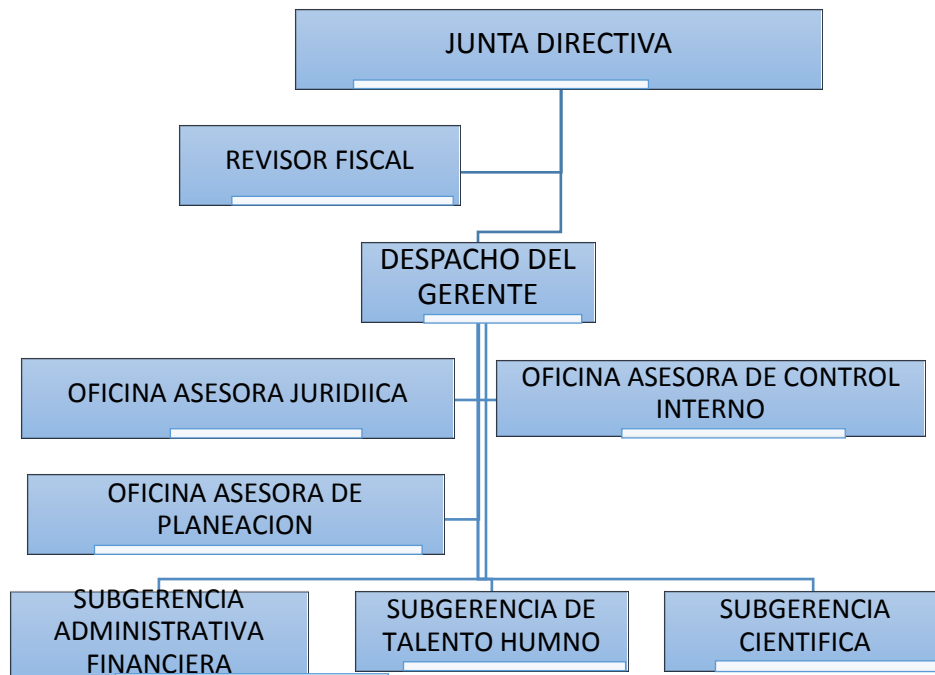 JUNTA DIRECTIVA
REVISOR FISCAL
DESPACHO DEL
GERENTE
OFICINA ASESORA JURIDIICA
OFICINA ASESORA DE CONTROL
INTERNO
OFICINA ASESORA DE
PLANEACION
SUBGERENCIA
ADMINISTRATIVA
FINANCIERA
SUBGERENCIA DE
TALENTO HUMNO
SUBGERENCIA
CIENTIFICA